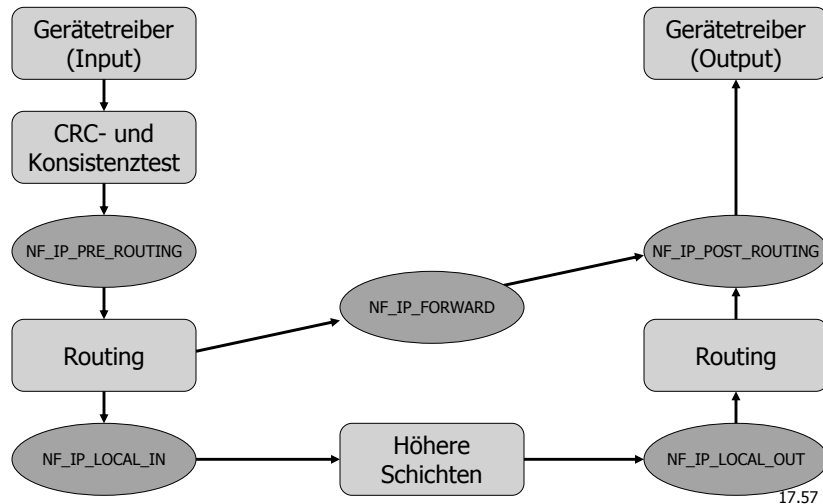 Gerätetreiber
(Input)
Gerätetreiber
(Output)
CRC- und
Konsistenztest
NF_IP_PRE_ROUTING
NF_IP_POST_ROUTING
NF_IP_FORWARD
Routing
Routing
NF_IP_LOCAL_IN
Höhere
Schichten
NF_IP_LOCAL_OUT
17.57